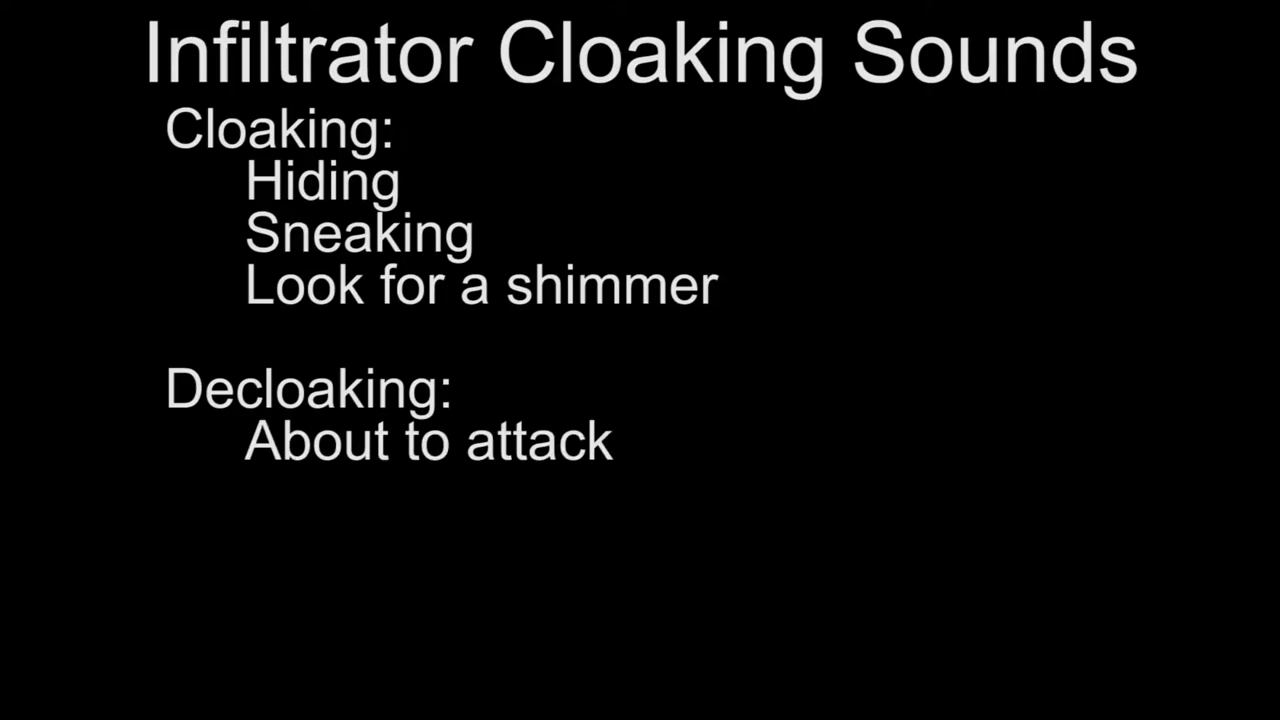 Infiltrator Cloaking Sounds
Cloaking:
Hiding
Sneaking
Look for a shimmer
Decloaking:
About to attack